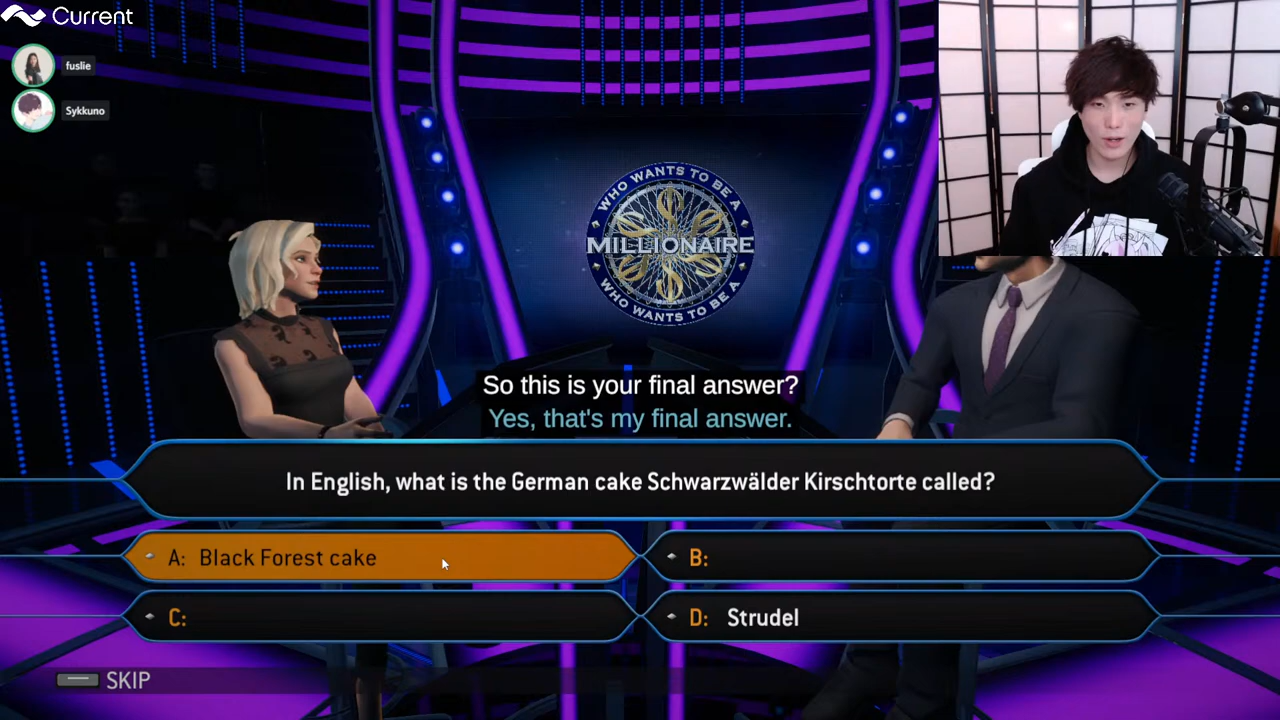 Current
fuslie
Sykkuno
WHO WANTS TO BE A
MILLIONAIRE
WHO WANTS TO BE A
So this is your final answer?
Yes, that's my final answer.
In English, what is the German cake Schwarzwälder Kirschtorte called?
A: Black Forest cake
B:
C:
D: Strudel
SKIP